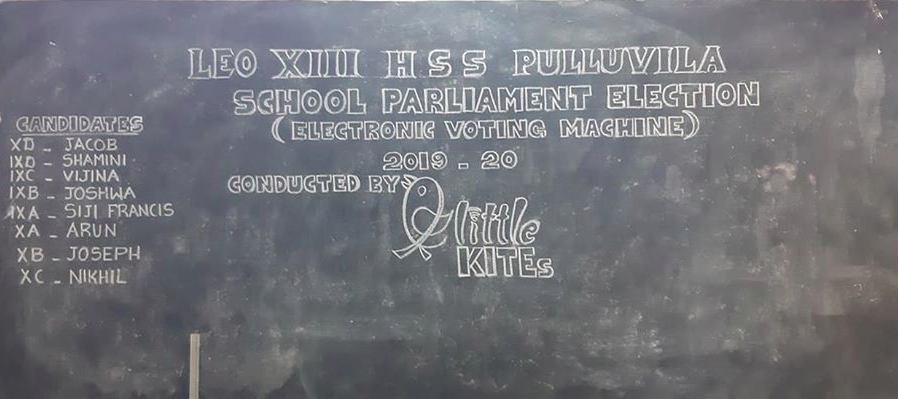 LEO XIII HSS PULLUVILA
SCHOOL PARLIAMENT ELECTION
(ELECTRONIC VOTING MACHINE)
2019 - 20
CONDUCTED BY
little
KITEs
CANDIDATES
XD - JACOB
IXD - SHAMINI
IXC - VIJINA
IXB - JOSHWA
IXA - SIJI FRANCIS
XA - ARUN
XB - JOSEPH
XC - NIKHIL